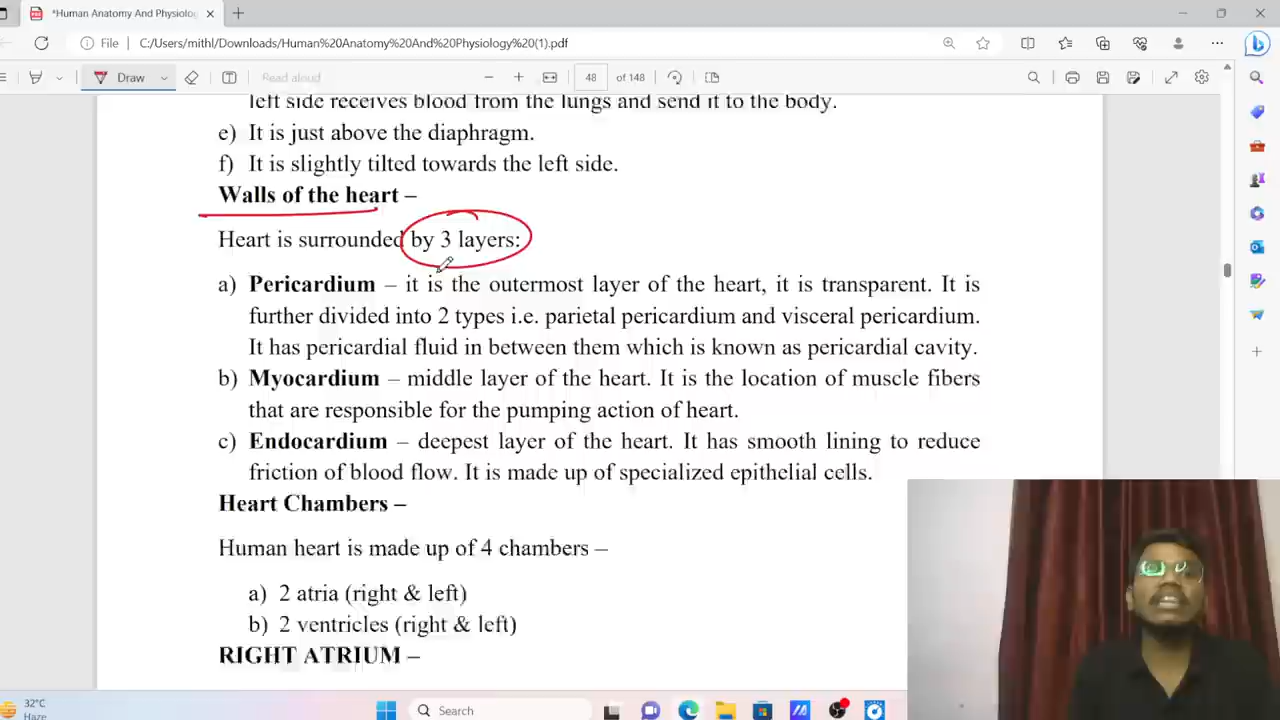 *Human Anatomy And Physiolog
File
C:/Users/mithl/Downloads/Human%20Anatomy%20And%20Physiology%20(1).pdf
Draw
Read aloud
48
of 148
left side receives blood from the lungs and send it to the body.
e) It is just above the diaphragm.
f) It is slightly tilted towards the left side.
Walls of the heart –
Heart is surrounded by 3 layers:
a) Pericardium – it is the outermost layer of the heart, it is transparent. It is
further divided into 2 types i.e. parietal pericardium and visceral pericardium.
It has pericardial fluid in between them which is known as pericardial cavity.
b) Myocardium – middle layer of the heart. It is the location of muscle fibers
that are responsible for the pumping action of heart.
c) Endocardium – deepest layer of the heart. It has smooth lining to reduce
friction of blood flow. It is made up of specialized epithelial cells.
Heart Chambers –
Human heart is made up of 4 chambers –
a) 2 atria (right & left)
b) 2 ventricles (right & left)
RIGHT ATRIUM –
32°C
Haze
Search